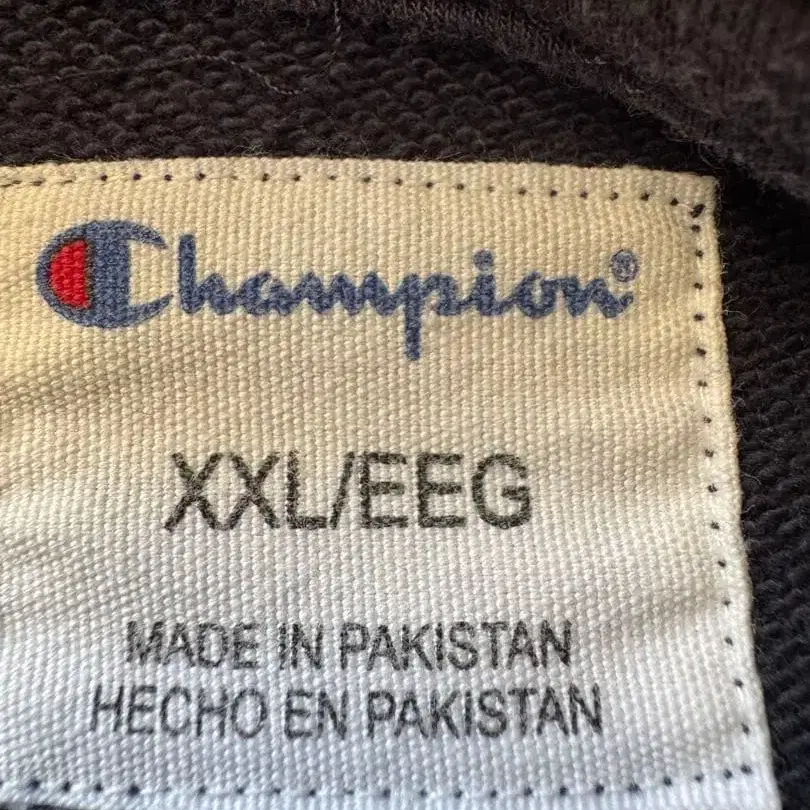 Champion®
XXL/EEG
MADE IN PAKISTAN
HECHO EN PAKISTAN